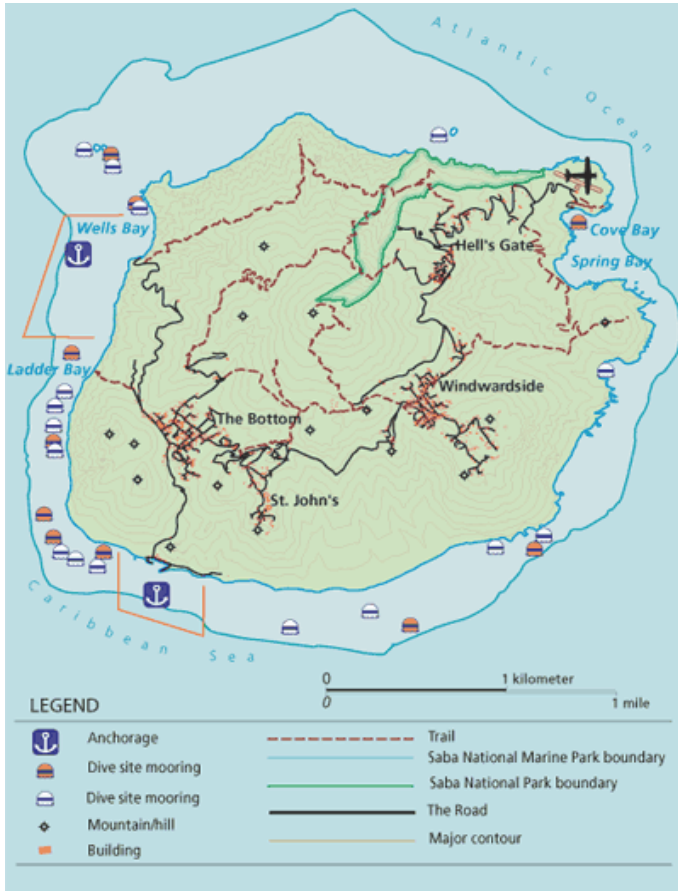 Atlantic Ocean
Wells Bay
Hell's Gate
Cove Bay
Spring Bay
Ladder Bay
Windwardside
The Bottom
St. John's
Caribbean Sea
0 1 kilometer
0 1 mile
LEGEND
Anchorage
Dive site mooring
Dive site mooring
Mountain/hill
Building
Trail
Saba National Marine Park boundary
Saba National Park boundary
The Road
Major contour